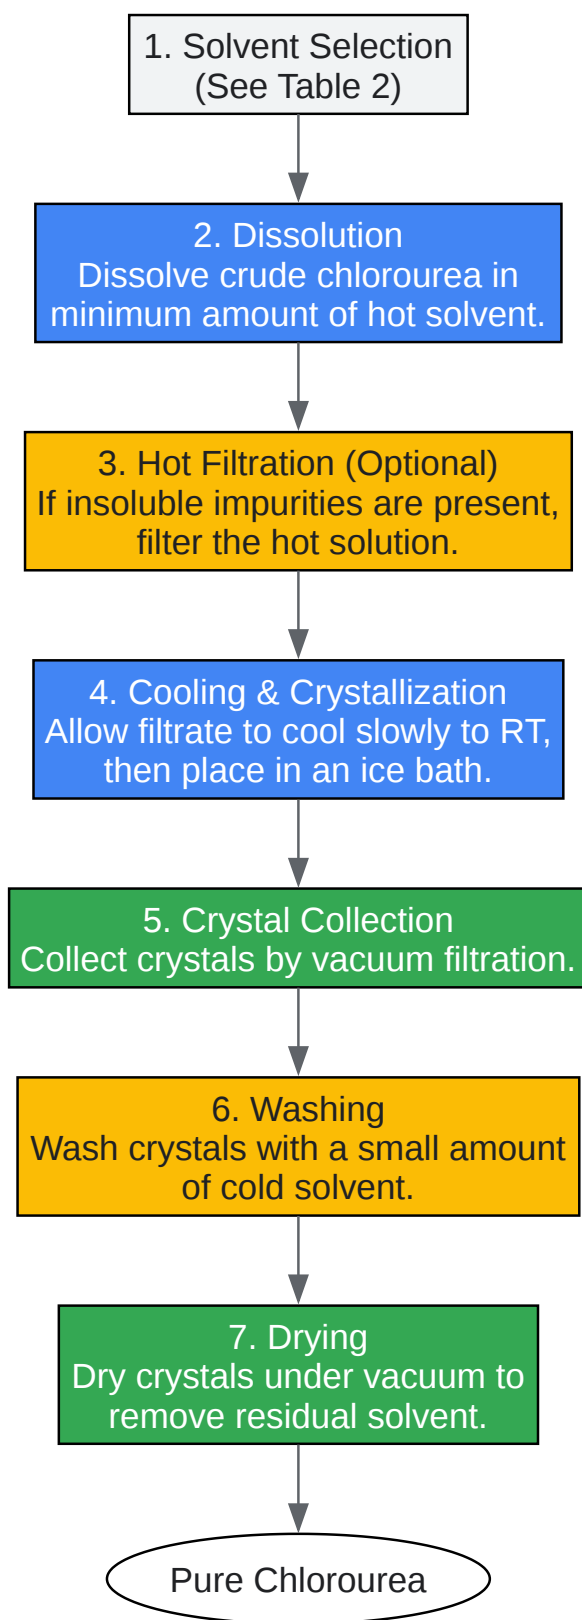 1. Solvent Selection
(See Table 2)
2. Dissolution
Dissolve crude chlorourea in
minimum amount of hot solvent.
3. Hot Filtration (Optional)
If insoluble impurities are present,
filter the hot solution.
4. Cooling & Crystallization
Allow filtrate to cool slowly to RT,
then place in an ice bath.
5. Crystal Collection
Collect crystals by vacuum filtration.
6. Washing
Wash crystals with a small amount
of cold solvent.
7. Drying
Dry crystals under vacuum to
remove residual solvent.
Pure Chlorourea